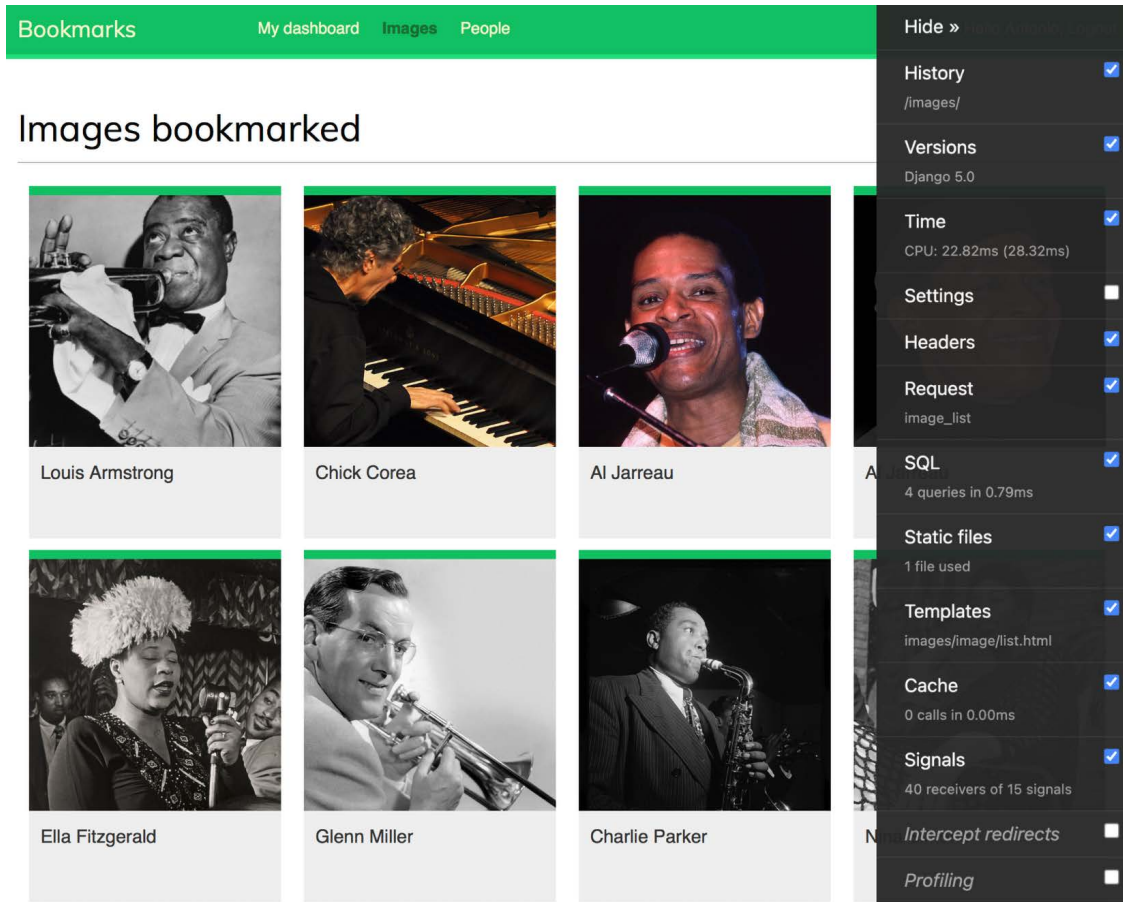 Bookmarks
My dashboard Images People
Hide »
Images bookmarked
History
/images/
Versions
Django 5.0
Time
CPU: 22.82ms (28.32ms)
Settings
Headers
Request
image_list
SQL
4 queries in 0.79ms
Static files
1 file used
Templates
images/image/list.html
Cache
0 calls in 0.00ms
Signals
40 receivers of 15 signals
Intercept redirects
Profiling
Louis Armstrong
Chick Corea
Al Jarreau
Al Jarreau
Ella Fitzgerald
Glenn Miller
Charlie Parker